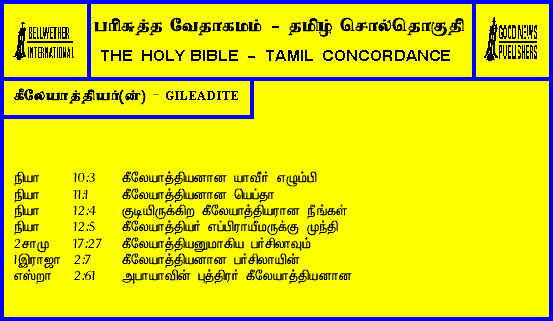 BELLWETHER
INTERNATIONAL
பரிசுத்த வேதாகமம் - தமிழ் சொல்தொகுதி
THE HOLY BIBLE - TAMIL CONCORDANCE
GOOD NEWS
PUBLISHERS
கீலேயாத்தியர்(ன்) - GILEADITE
நியா 10:3 கீலேயாத்தியனான யாவீர் எழும்பி
நியா 11:1 கீலேயாத்தியனான யெப்தா
நியா 12:4 குடியிருக்கிற கீலேயாத்தியரான நீங்கள்
நியா 12:5 கீலேயாத்தியர் எப்பிராயீமருக்கு முந்தி
2சாமு 17:27 கீலேயாத்தியனுமாகிய பர்சிலாவும்
1இராஜா 2:7 கீலேயாத்தியனான பர்சிலாயின்
எஸ்றா 2:61 அபாயாவின் புத்திரர் கீலேயாத்தியனான